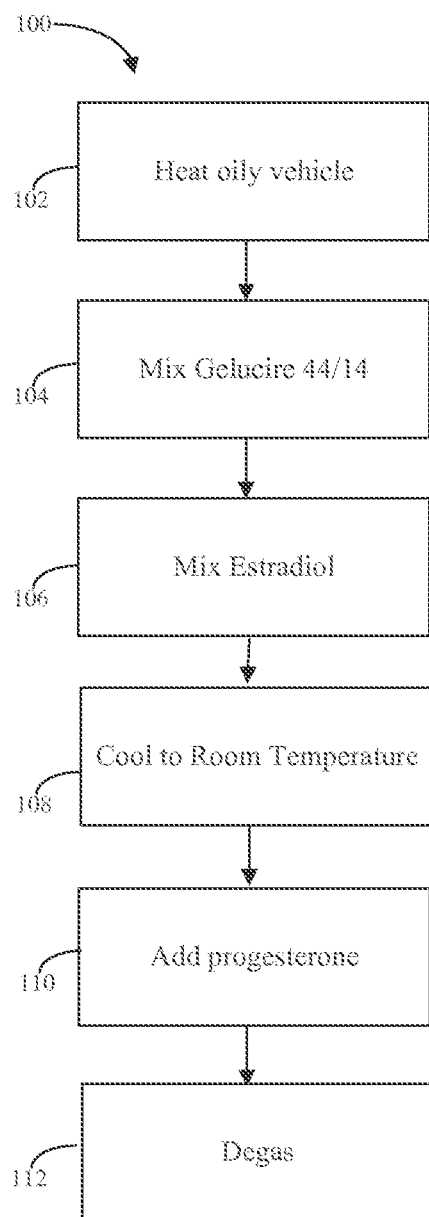 100
Heat oily vehicle
102
Mix Gelucire 44/14
104
Mix Estradiol
106
Cool to Room Temperature
108
Add progesterone
110
Degas
112